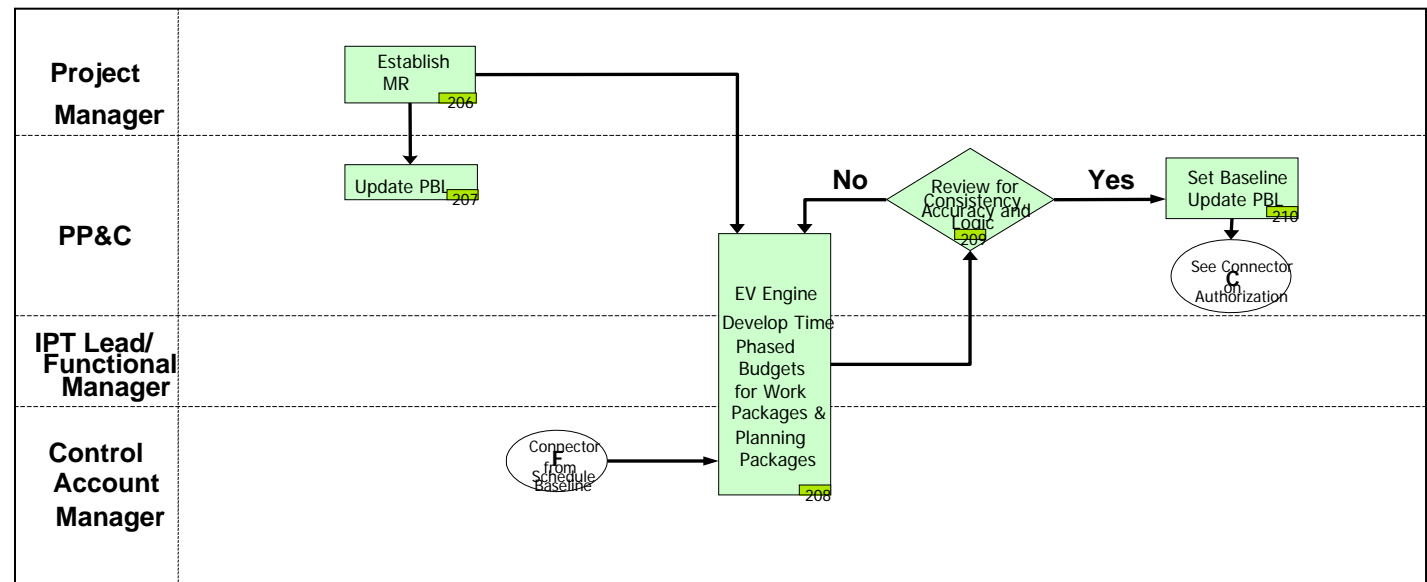 Project
Manager
Establish
MR
206
Update PBL
207
PP&C
No
Review for
Consistency,
Accuracy and
Logic
209
Yes
Set Baseline
Update PBL
210
See Connector
C
on
Authorization
IPT Lead/
Functional
Manager
EV Engine
Develop Time
Phased
Budgets
for Work
Packages &
Planning
Packages
208
Control
Account
Manager
Connector
F
from
Schedule
Baseline